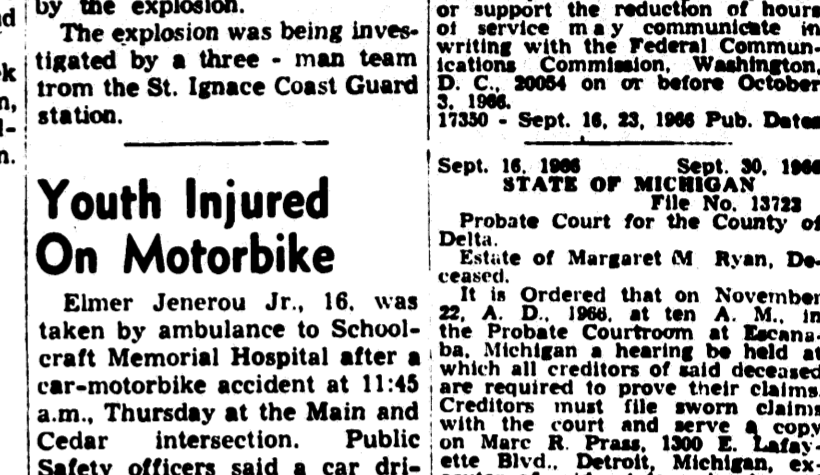 d
k
n,
l-
n.
by the explosion.
The explosion was being inves-
tigated by a three - man team
from the St. Ignace Coast Guard
station.
Youth Injured
On Motorbike
Elmer Jenerou Jr., 16, was
taken by ambulance to School-
craft Memorial Hospital after a
car-motorbike accident at 11:45
a.m., Thursday at the Main and
Cedar intersection. Public
Safety officers said a car dri-
or support the reduction of hours
of service may communicate in
writing with the Federal Commun-
ications Commission, Washington,
D. C., 20054 on or before October
3, 1966.
17350 - Sept. 16, 23, 1966 Pub. Dates
Sept. 16, 1966 Sept. 30, 1966
STATE OF MICHIGAN
File No. 13723
Probate Court for the County of
Delta.
Estate of Margaret M Ryan, De-
ceased.
It is Ordered that on November
22, A. D., 1966, at ten A. M., in
the Probate Courtroom at Escana-
ba, Michigan a hearing be held at
which all creditors of said deceased
are required to prove their claims.
Creditors must file sworn claims
with the court and serve a copy
on Marc R. Prass, 1300 E. Lafay-
ette Blvd., Detroit, Michigan, ex-